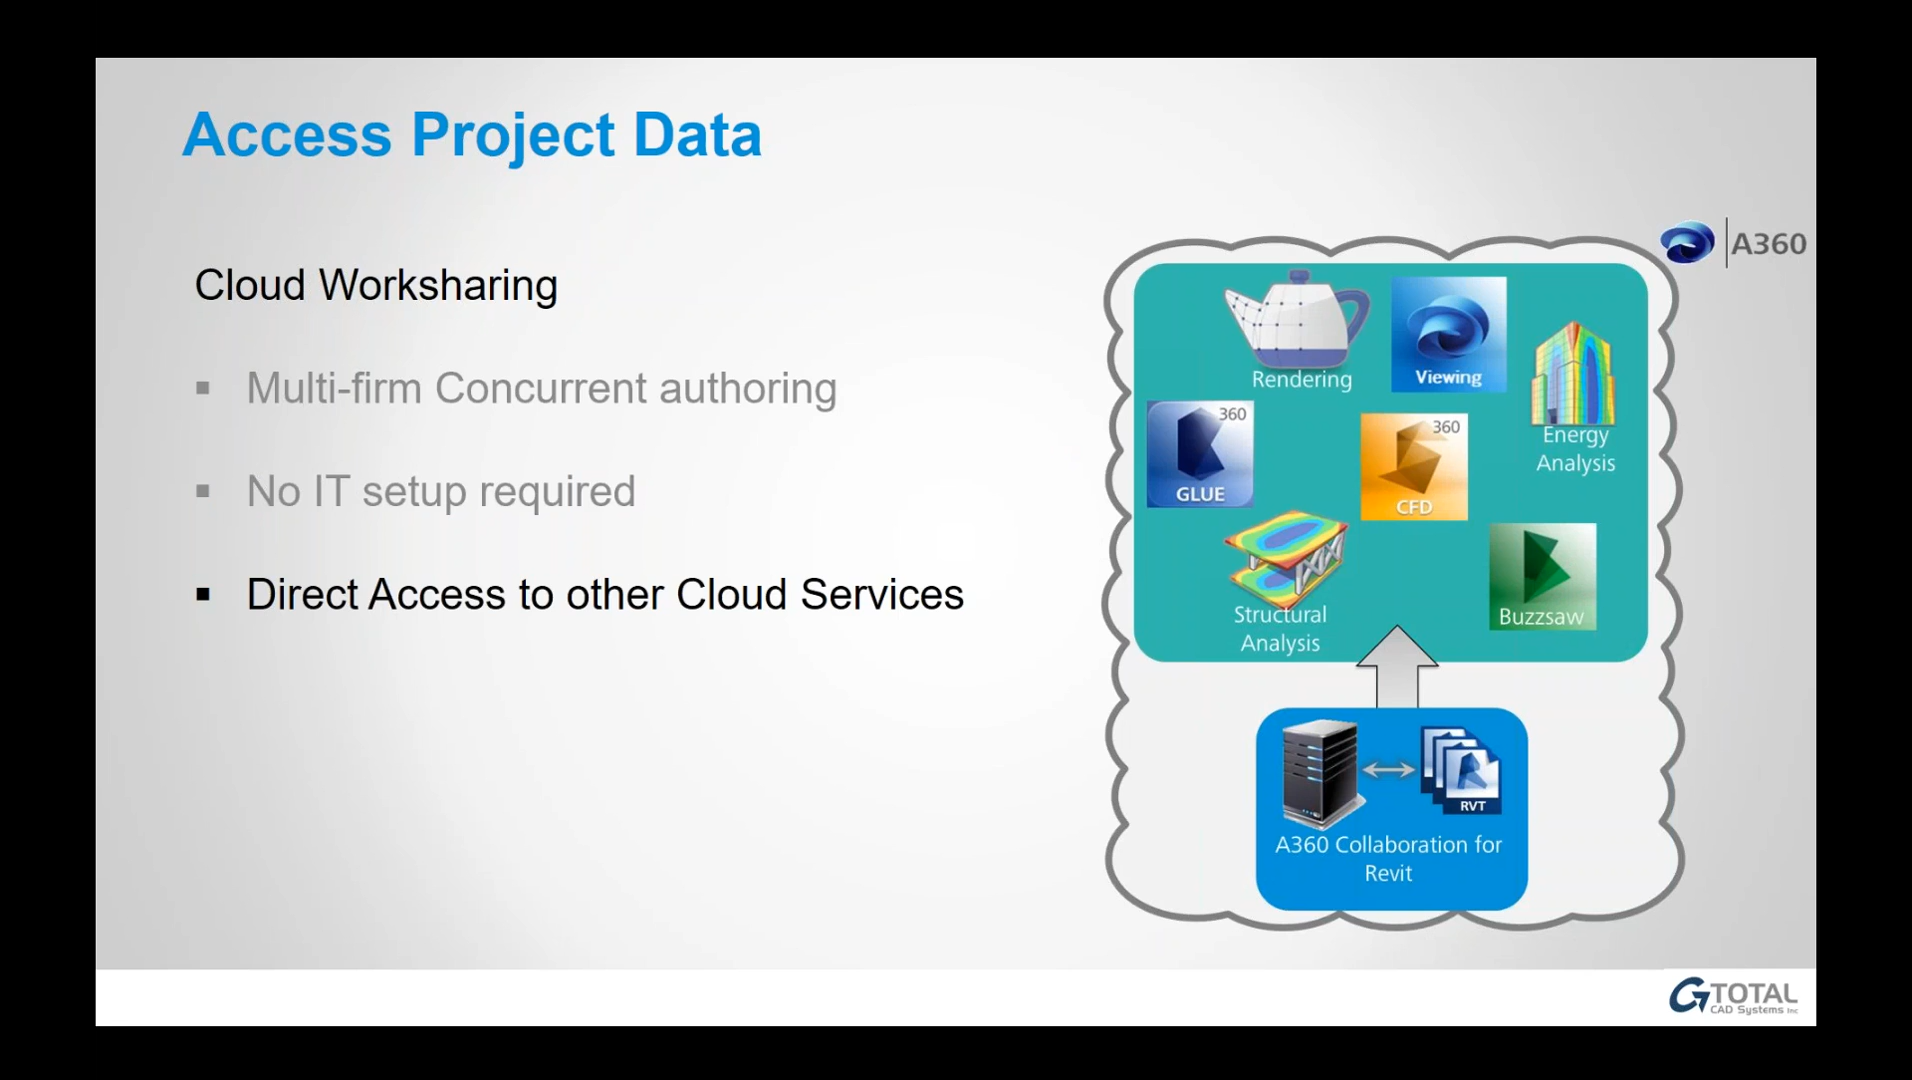 Access Project Data
A360
Cloud Worksharing
▪ Multi-firm Concurrent authoring
▪ No IT setup required
▪ Direct Access to other Cloud Services
Rendering
Viewing
Energy
Analysis
360
GLUE
360
CFD
Structural
Analysis
Buzzsaw
RVT
A360 Collaboration for
Revit
TOTAL
CAD Systems Inc